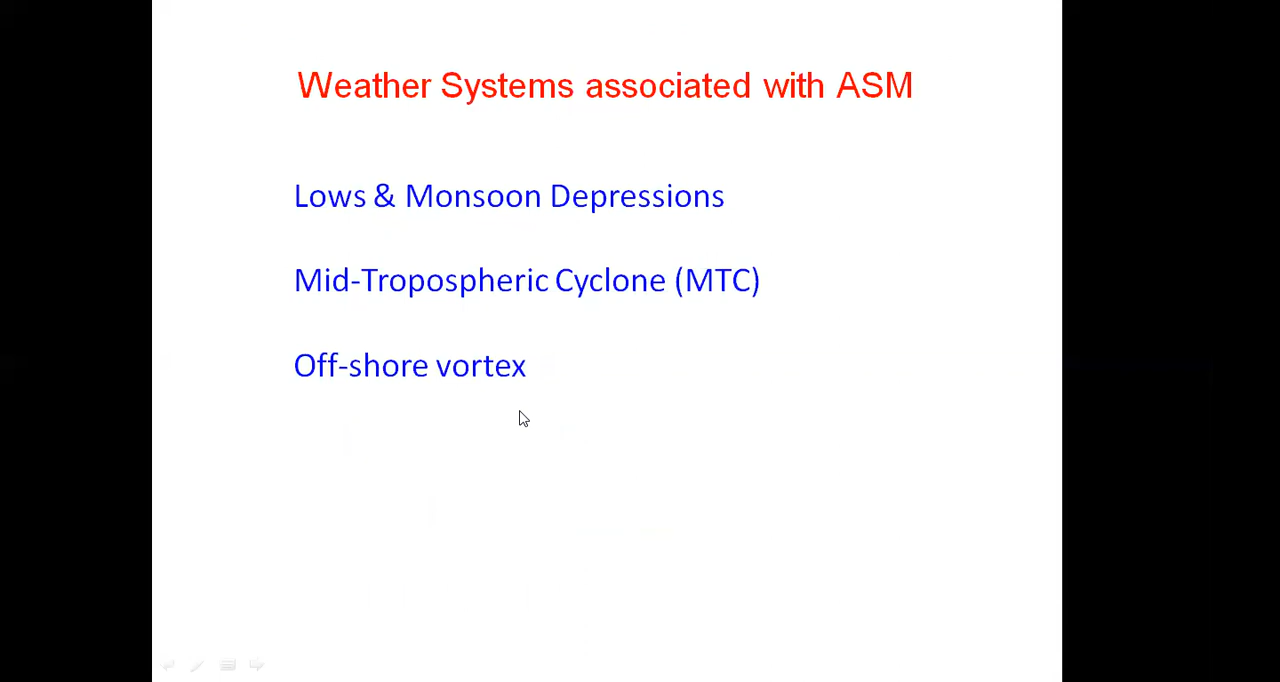 Weather Systems associated with ASM
Lows & Monsoon Depressions
Mid-Tropospheric Cyclone (MTC)
Off-shore vortex